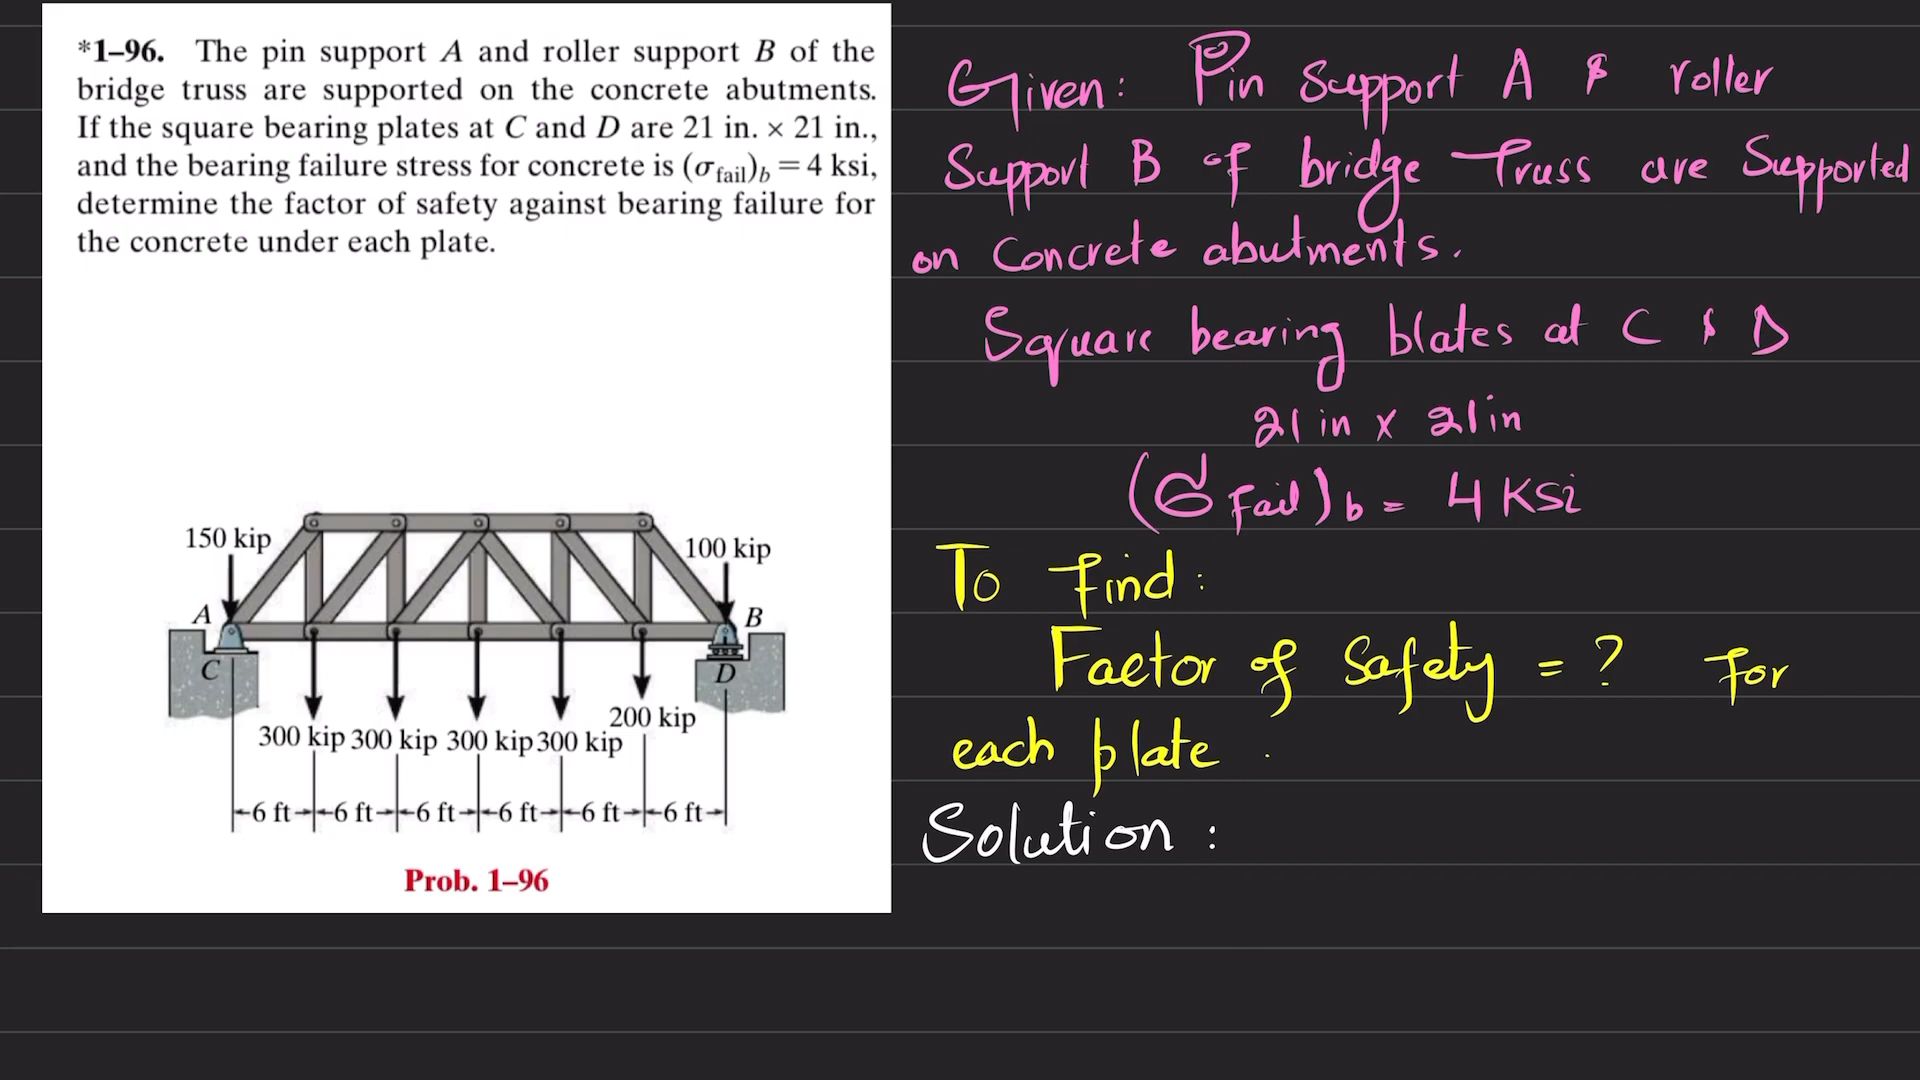 *1–96. The pin support A and roller support B of the
bridge truss are supported on the concrete abutments.
If the square bearing plates at C and D are 21 in. × 21 in.,
and the bearing failure stress for concrete is (σfail)b = 4 ksi,
determine the factor of safety against bearing failure for
the concrete under each plate.
150 kip
100 kip
A
B
C
D
200 kip
300 kip 300 kip 300 kip 300 kip
6 ft 6 ft 6 ft 6 ft 6 ft 6 ft
Prob. 1–96
Given: Pin Support A & roller
Support B of bridge Truss are Supported
on Concrete abutments.
Square bearing plates at C & D
21 in × 21 in
(σ Fail)b = 4 Ksi
To Find:
Factor of Safety = ? For
each plate.
Solution: